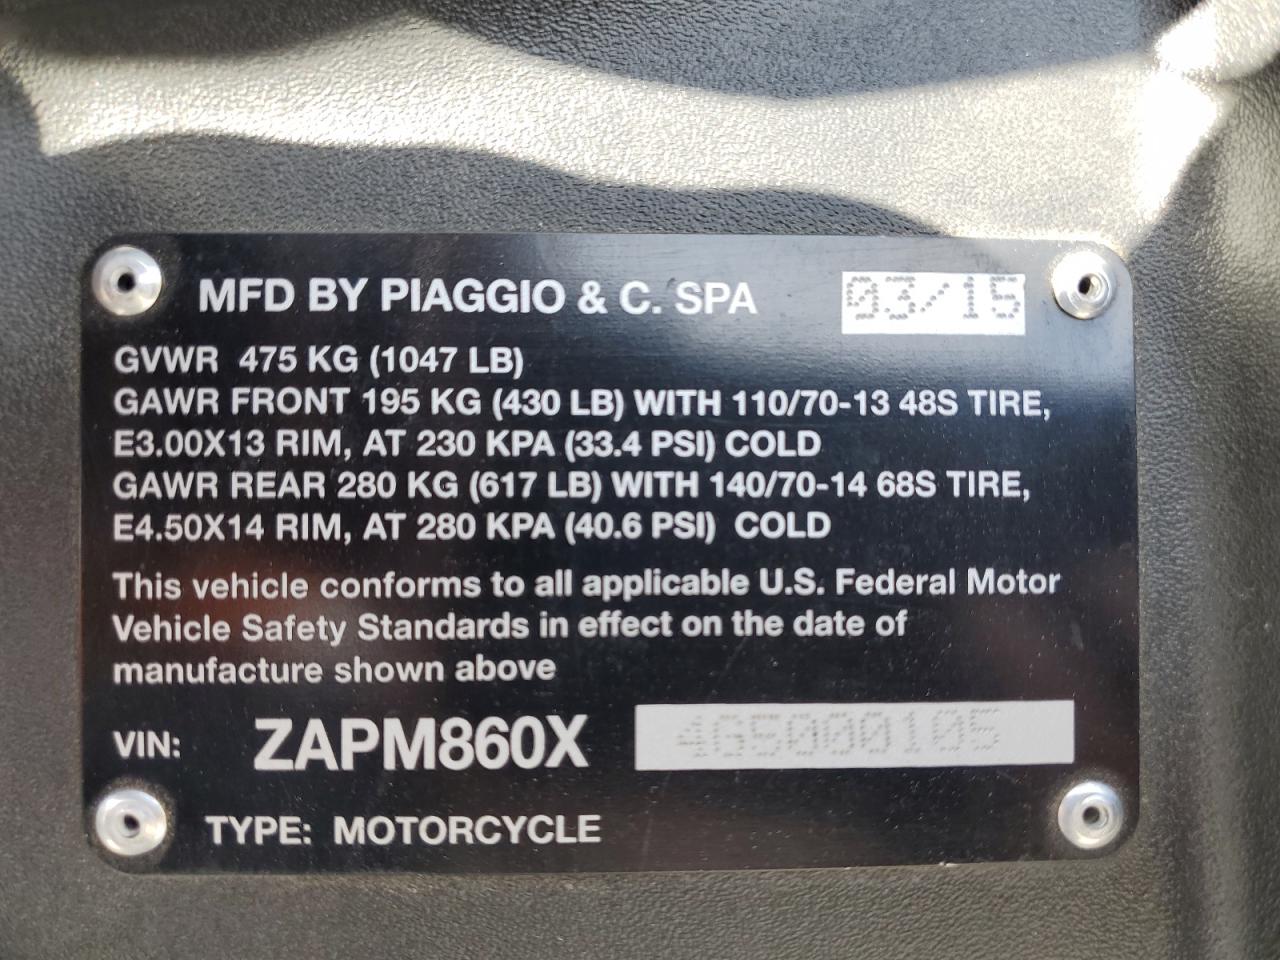 MFD BY PIAGGIO & C. SPA 03/15
GVWR 475 KG (1047 LB)
GAWR FRONT 195 KG (430 LB) WITH 110/70-13 48S TIRE,
E3.00X13 RIM, AT 230 KPA (33.4 PSI) COLD
GAWR REAR 280 KG (617 LB) WITH 140/70-14 68S TIRE,
E4.50X14 RIM, AT 280 KPA (40.6 PSI) COLD
This vehicle conforms to all applicable U.S. Federal Motor
Vehicle Safety Standards in effect on the date of
manufacture shown above
VIN: ZAPM860X 4G5000105
TYPE: MOTORCYCLE